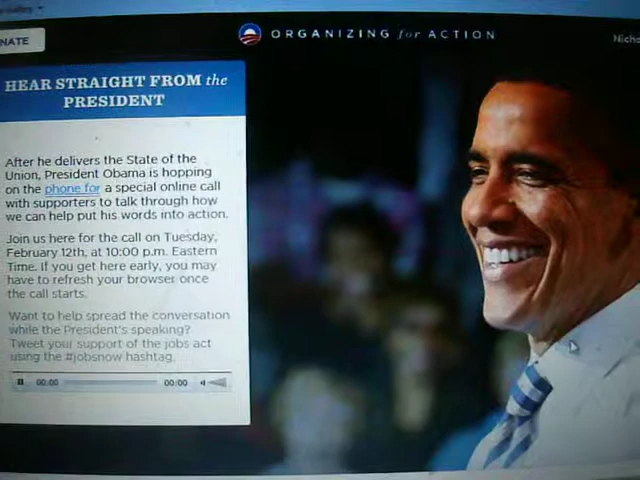 NATE
ORGANIZING for ACTION
HEAR STRAIGHT FROM the
PRESIDENT
After he delivers the State of the
Union, President Obama is hopping
on the phone for a special online call
with supporters to talk through how
we can help put his words into action.
Join us here for the call on Tuesday,
February 12th, at 10:00 p.m. Eastern
Time. If you get here early, you may
have to refresh your browser once
the call starts.
Want to help spread the conversation
while the President's speaking?
Tweet your support of the jobs act
using the #jobsnow hashtag.
00:00 00:00